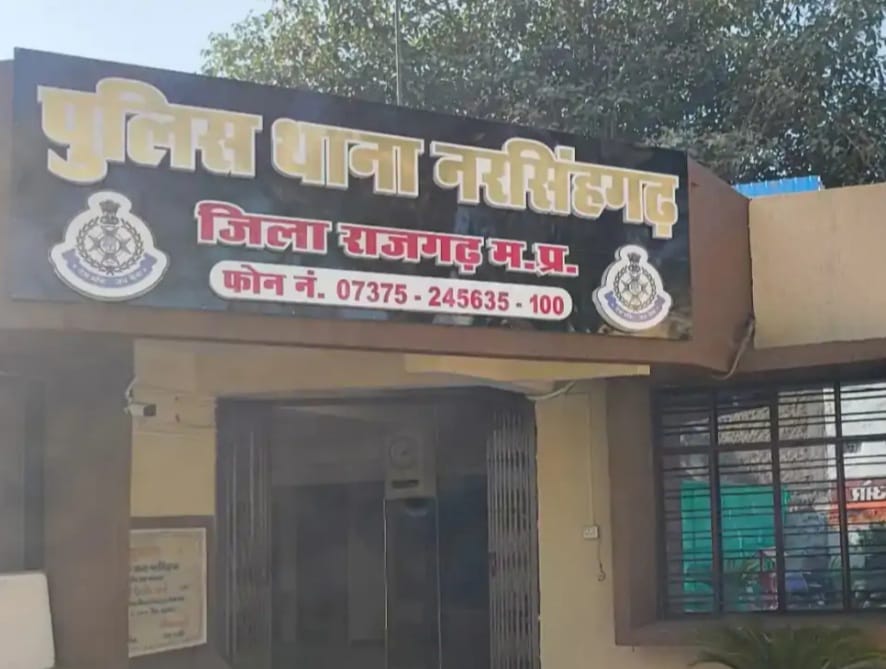 पुलिस थाना नरसिंहगढ़
जिला राजगढ़ म.प्र.
फोन नं. 07375 - 245635 - 100